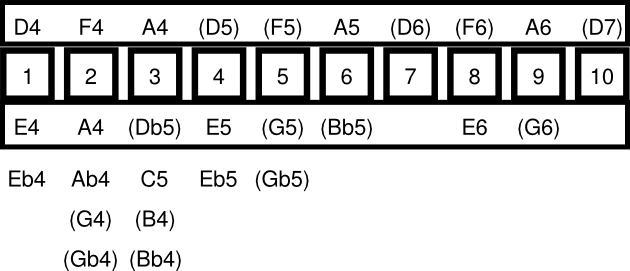 D4 F4 A4 (D5) (F5) A5 (D6) (F6) A6 (D7)
1 2 3 4 5 6 7 8 9 10
E4 A4 (Db5) E5 (G5) (Bb5) E6 (G6)
Eb4 Ab4 C5 Eb5 (Gb5)
(G4) (B4)
(Gb4) (Bb4)